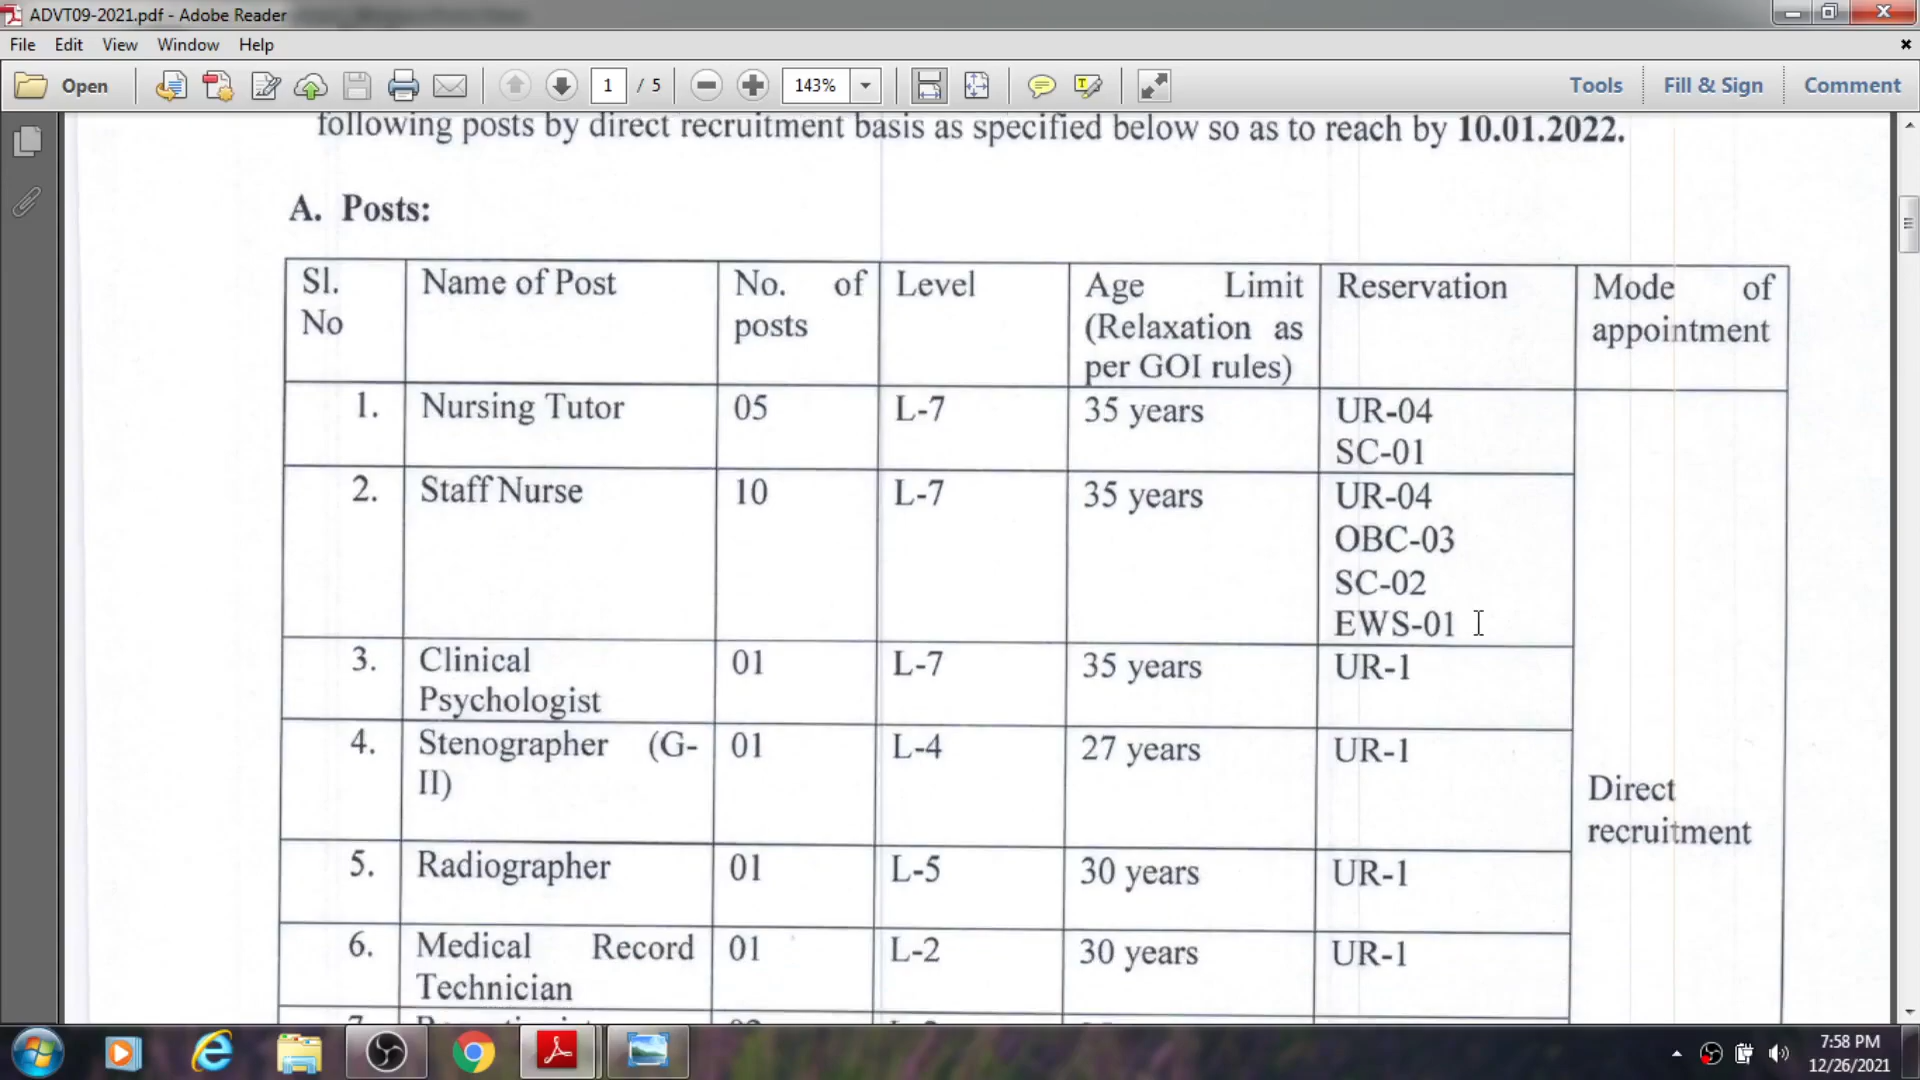 ADVT09-2021.pdf - Adobe Reader
File Edit View Window Help
Open 1 / 5 143% Tools Fill & Sign Comment
following posts by direct recruitment basis as specified below so as to reach by 10.01.2022.
A. Posts:
Sl. No Name of Post No. of posts Level Age Limit (Relaxation as per GOI rules) Reservation Mode of appointment
1. Nursing Tutor 05 L-7 35 years UR-04
SC-01
2. Staff Nurse 10 L-7 35 years UR-04
OBC-03
SC-02
EWS-01
3. Clinical Psychologist 01 L-7 35 years UR-1
4. Stenographer (G-II) 01 L-4 27 years UR-1
Direct recruitment
5. Radiographer 01 L-5 30 years UR-1
6. Medical Record Technician 01 L-2 30 years UR-1
7:58 PM
12/26/2021